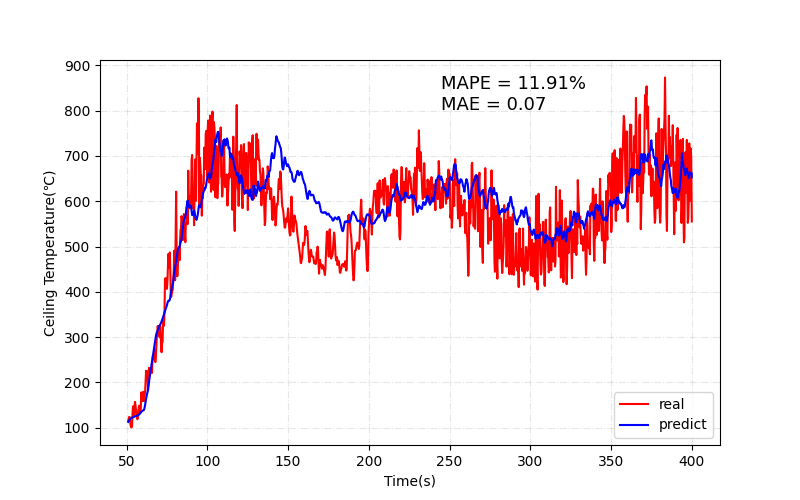 MAPE = 11.91%
MAE = 0.07
Ceiling Temperature(℃)
900
800
700
600
500
400
300
200
100
real
predict
50 100 150 200 250 300 350 400
Time(s)